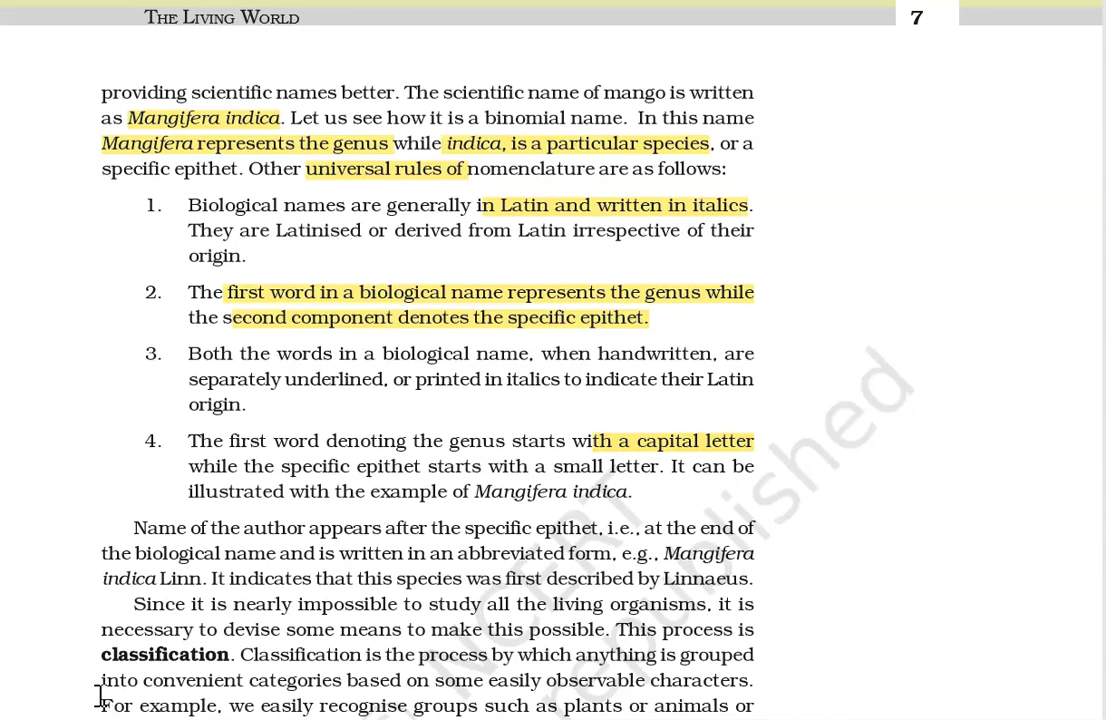 THE LIVING WORLD
7
providing scientific names better. The scientific name of mango is written
as Mangifera indica. Let us see how it is a binomial name. In this name
Mangifera represents the genus while indica, is a particular species, or a
specific epithet. Other universal rules of nomenclature are as follows:
1. Biological names are generally in Latin and written in italics.
They are Latinised or derived from Latin irrespective of their
origin.
2. The first word in a biological name represents the genus while
the second component denotes the specific epithet.
3. Both the words in a biological name, when handwritten, are
separately underlined, or printed in italics to indicate their Latin
origin.
4. The first word denoting the genus starts with a capital letter
while the specific epithet starts with a small letter. It can be
illustrated with the example of Mangifera indica.
Name of the author appears after the specific epithet, i.e., at the end of
the biological name and is written in an abbreviated form, e.g., Mangifera
indica Linn. It indicates that this species was first described by Linnaeus.
Since it is nearly impossible to study all the living organisms, it is
necessary to devise some means to make this possible. This process is
classification. Classification is the process by which anything is grouped
into convenient categories based on some easily observable characters.
For example, we easily recognise groups such as plants or animals or
NCERT
republished